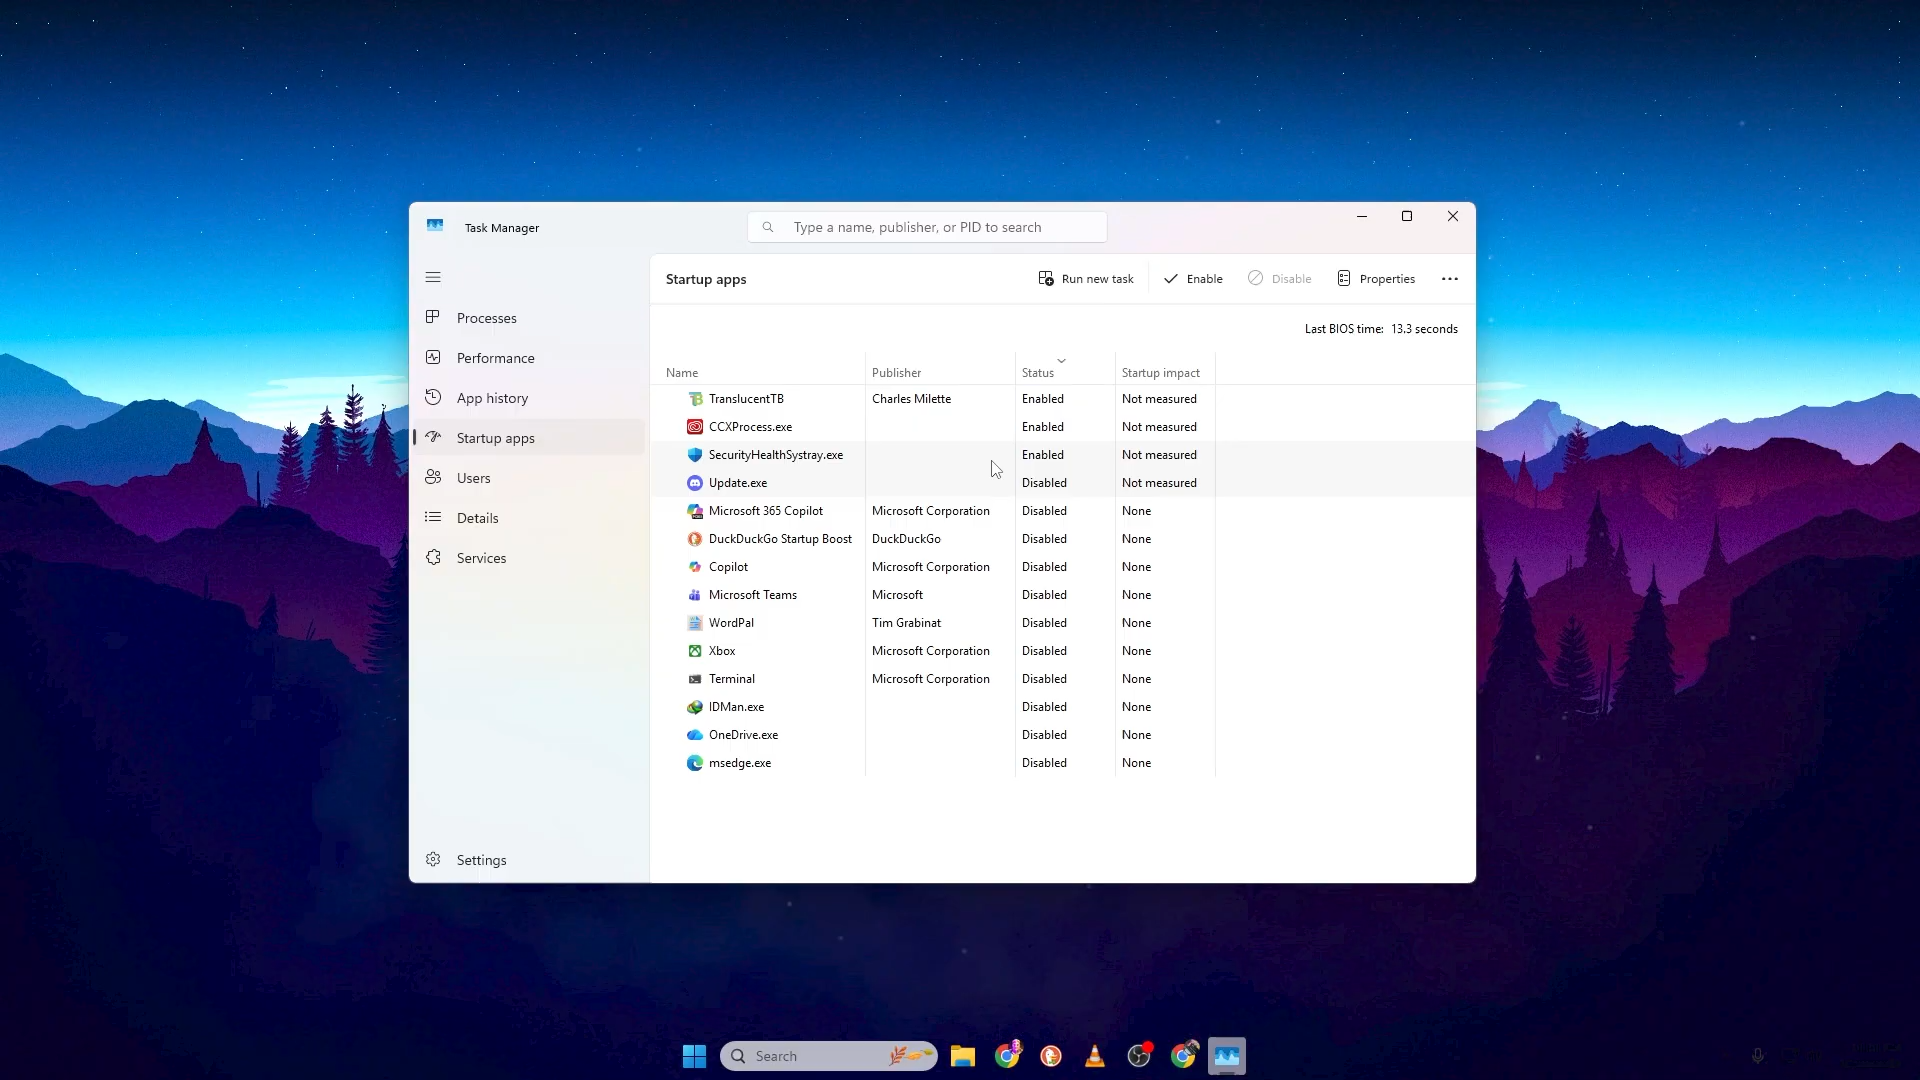 Task Manager
Type a name, publisher, or PID to search
Startup apps
Run new task
Enable
Disable
Properties
Processes
Last BIOS time: 13.3 seconds
Performance
App history
Startup apps
Users
Details
Services
Settings
Name Publisher Status Startup impact
TranslucentTB Charles Milette Enabled Not measured
CCXProcess.exe Enabled Not measured
SecurityHealthSystray.exe Enabled Not measured
Update.exe Disabled Not measured
Microsoft 365 Copilot Microsoft Corporation Disabled None
DuckDuckGo Startup Boost DuckDuckGo Disabled None
Copilot Microsoft Corporation Disabled None
Microsoft Teams Microsoft Disabled None
WordPal Tim Grabinat Disabled None
Xbox Microsoft Corporation Disabled None
Terminal Microsoft Corporation Disabled None
IDMan.exe Disabled None
OneDrive.exe Disabled None
msedge.exe Disabled None
Search